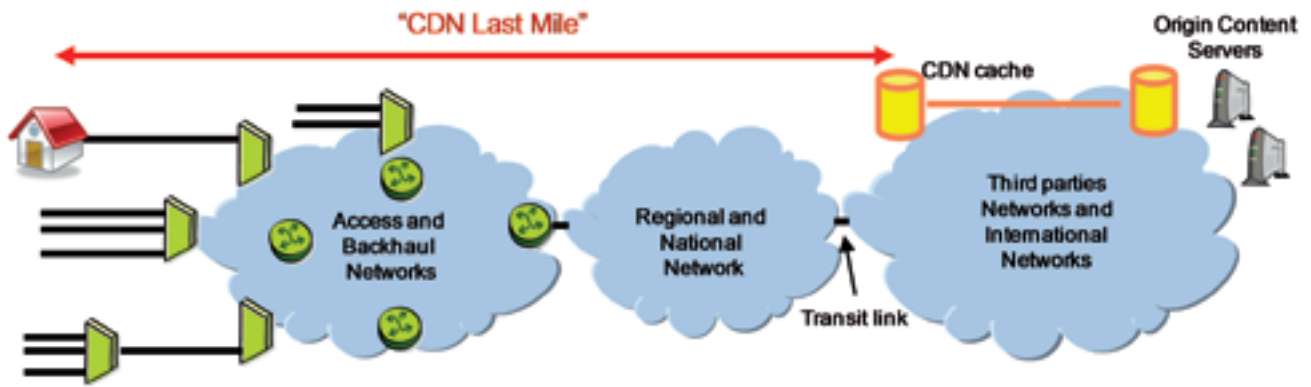 "CDN Last Mile"
Origin Content
Servers
CDN cache
Access and
Backhaul
Networks
Regional and
National
Network
Third parties
Networks and
International
Networks
Transit link